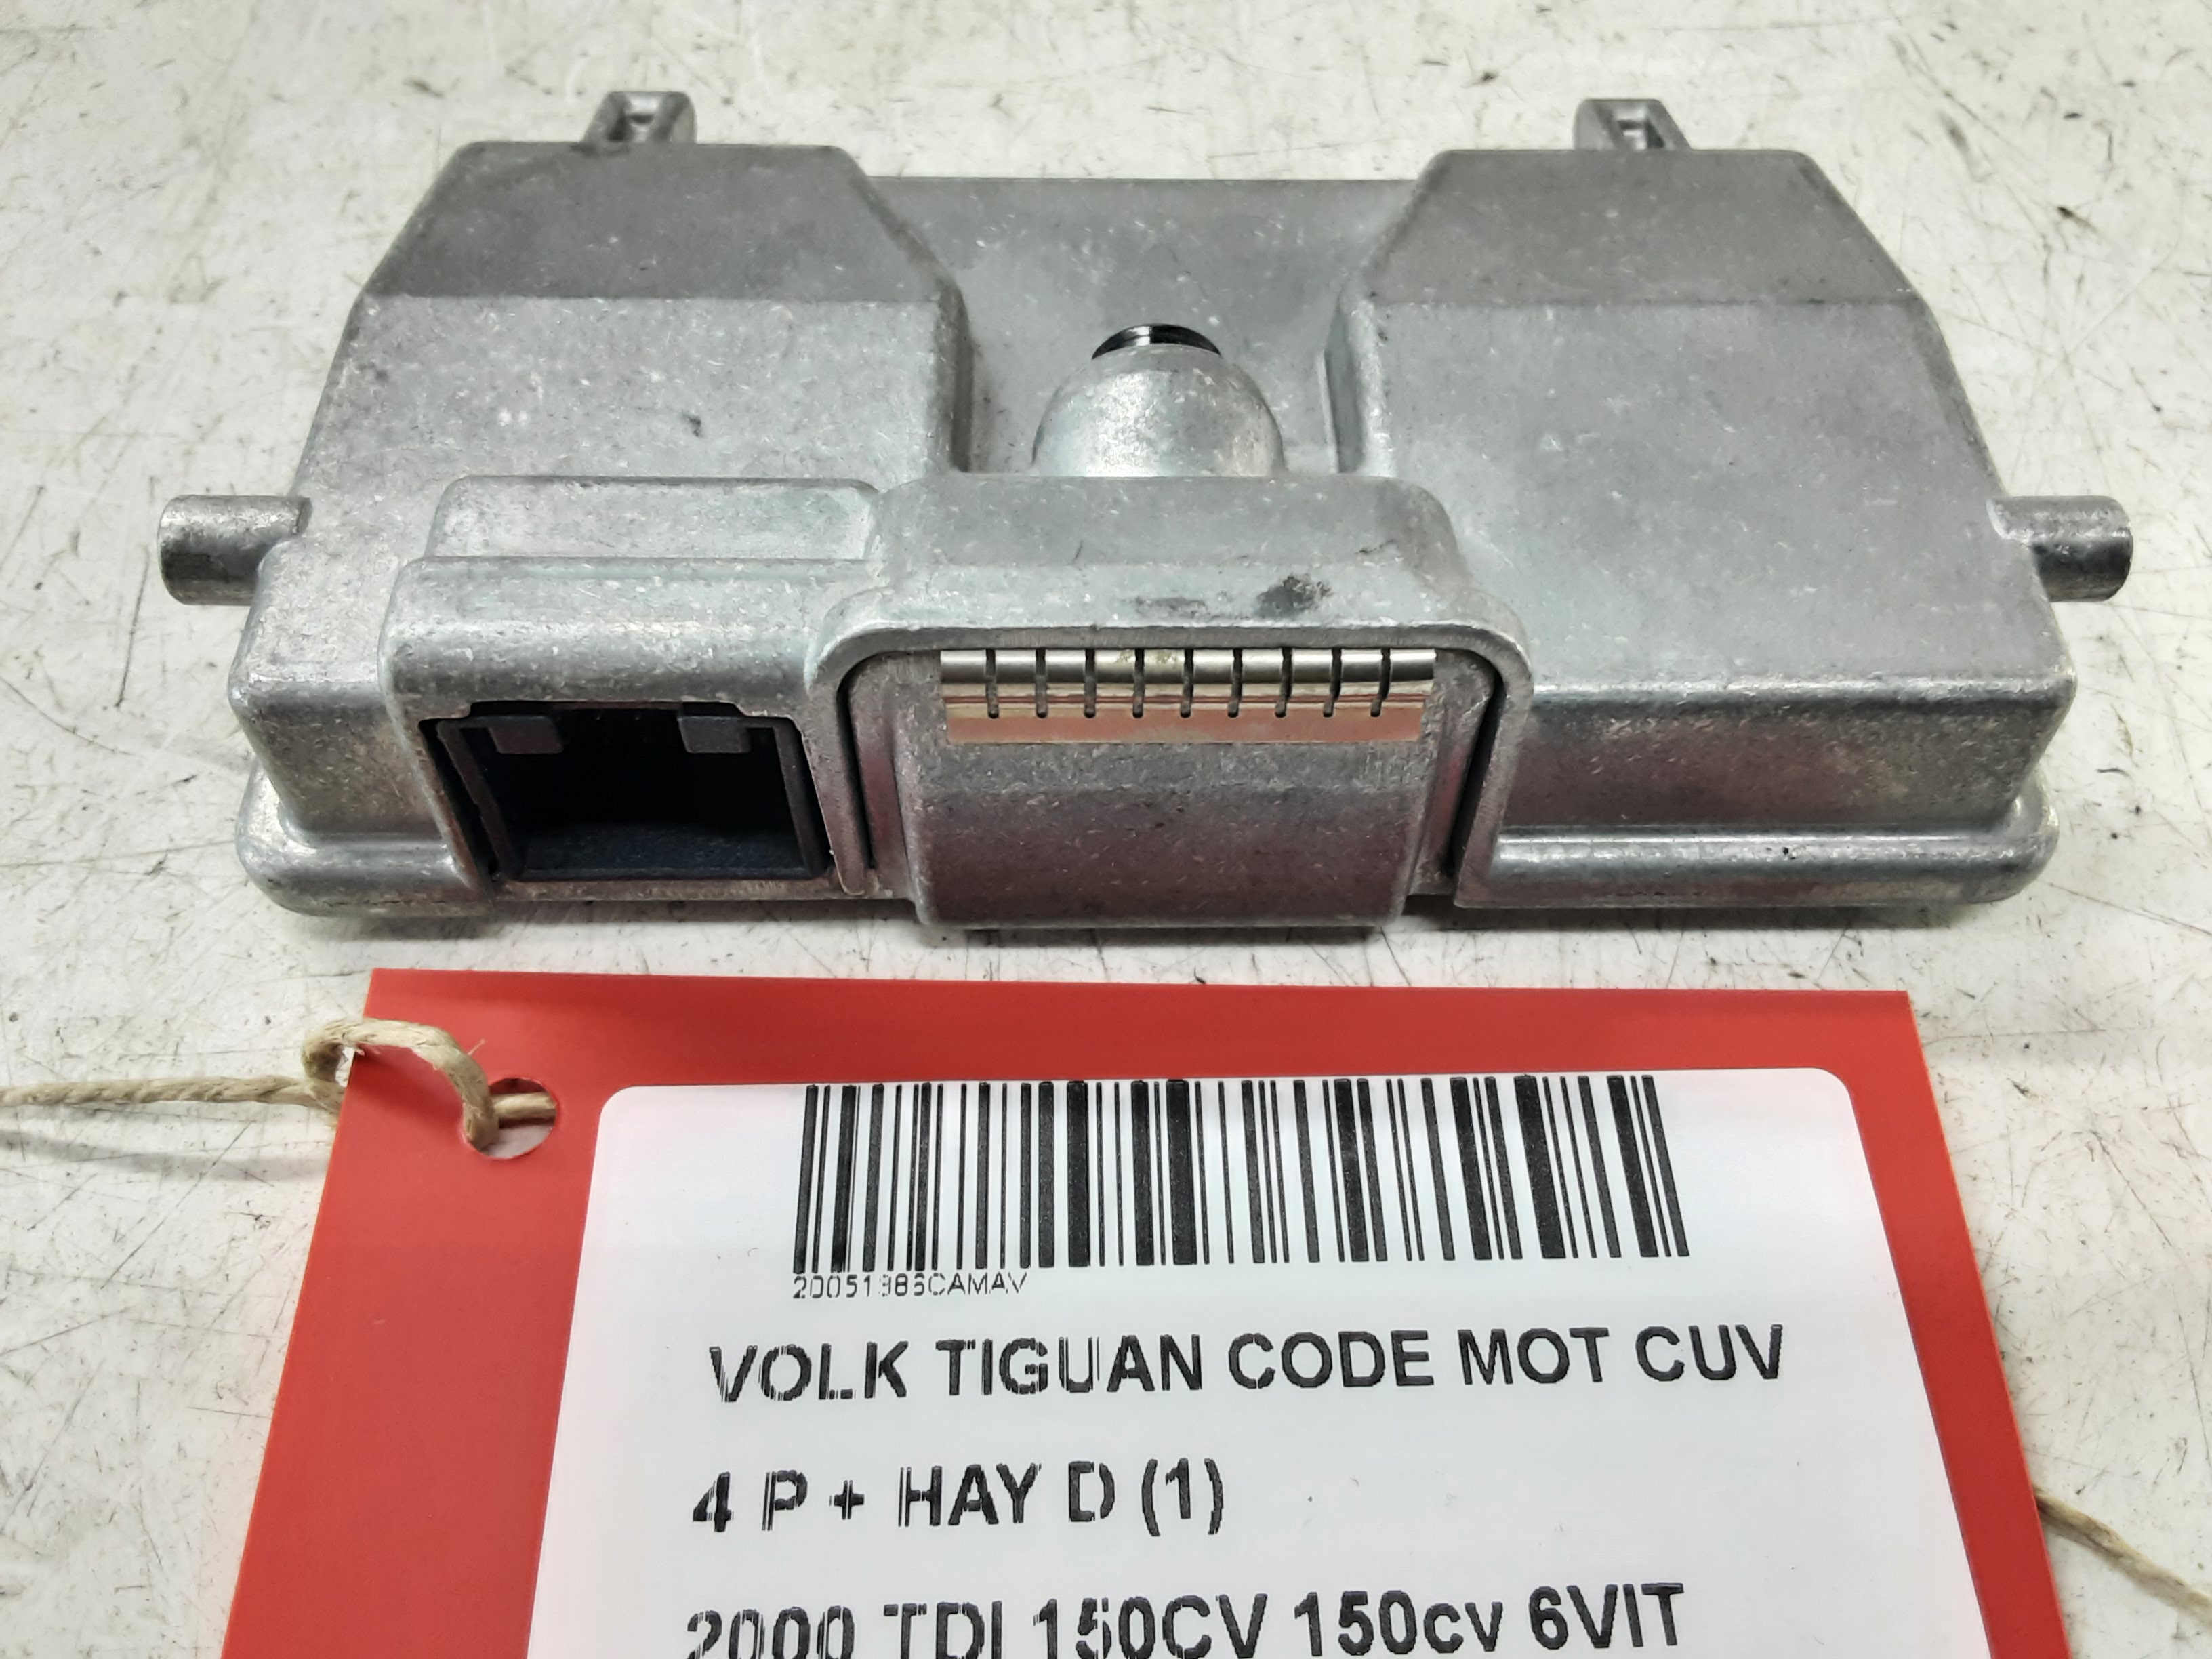 20051386CAMAV
VOLK TIGUAN CODE MOT CUV
4 P + HAY D (1)
2000 TDI 150CV 150cv 6VIT